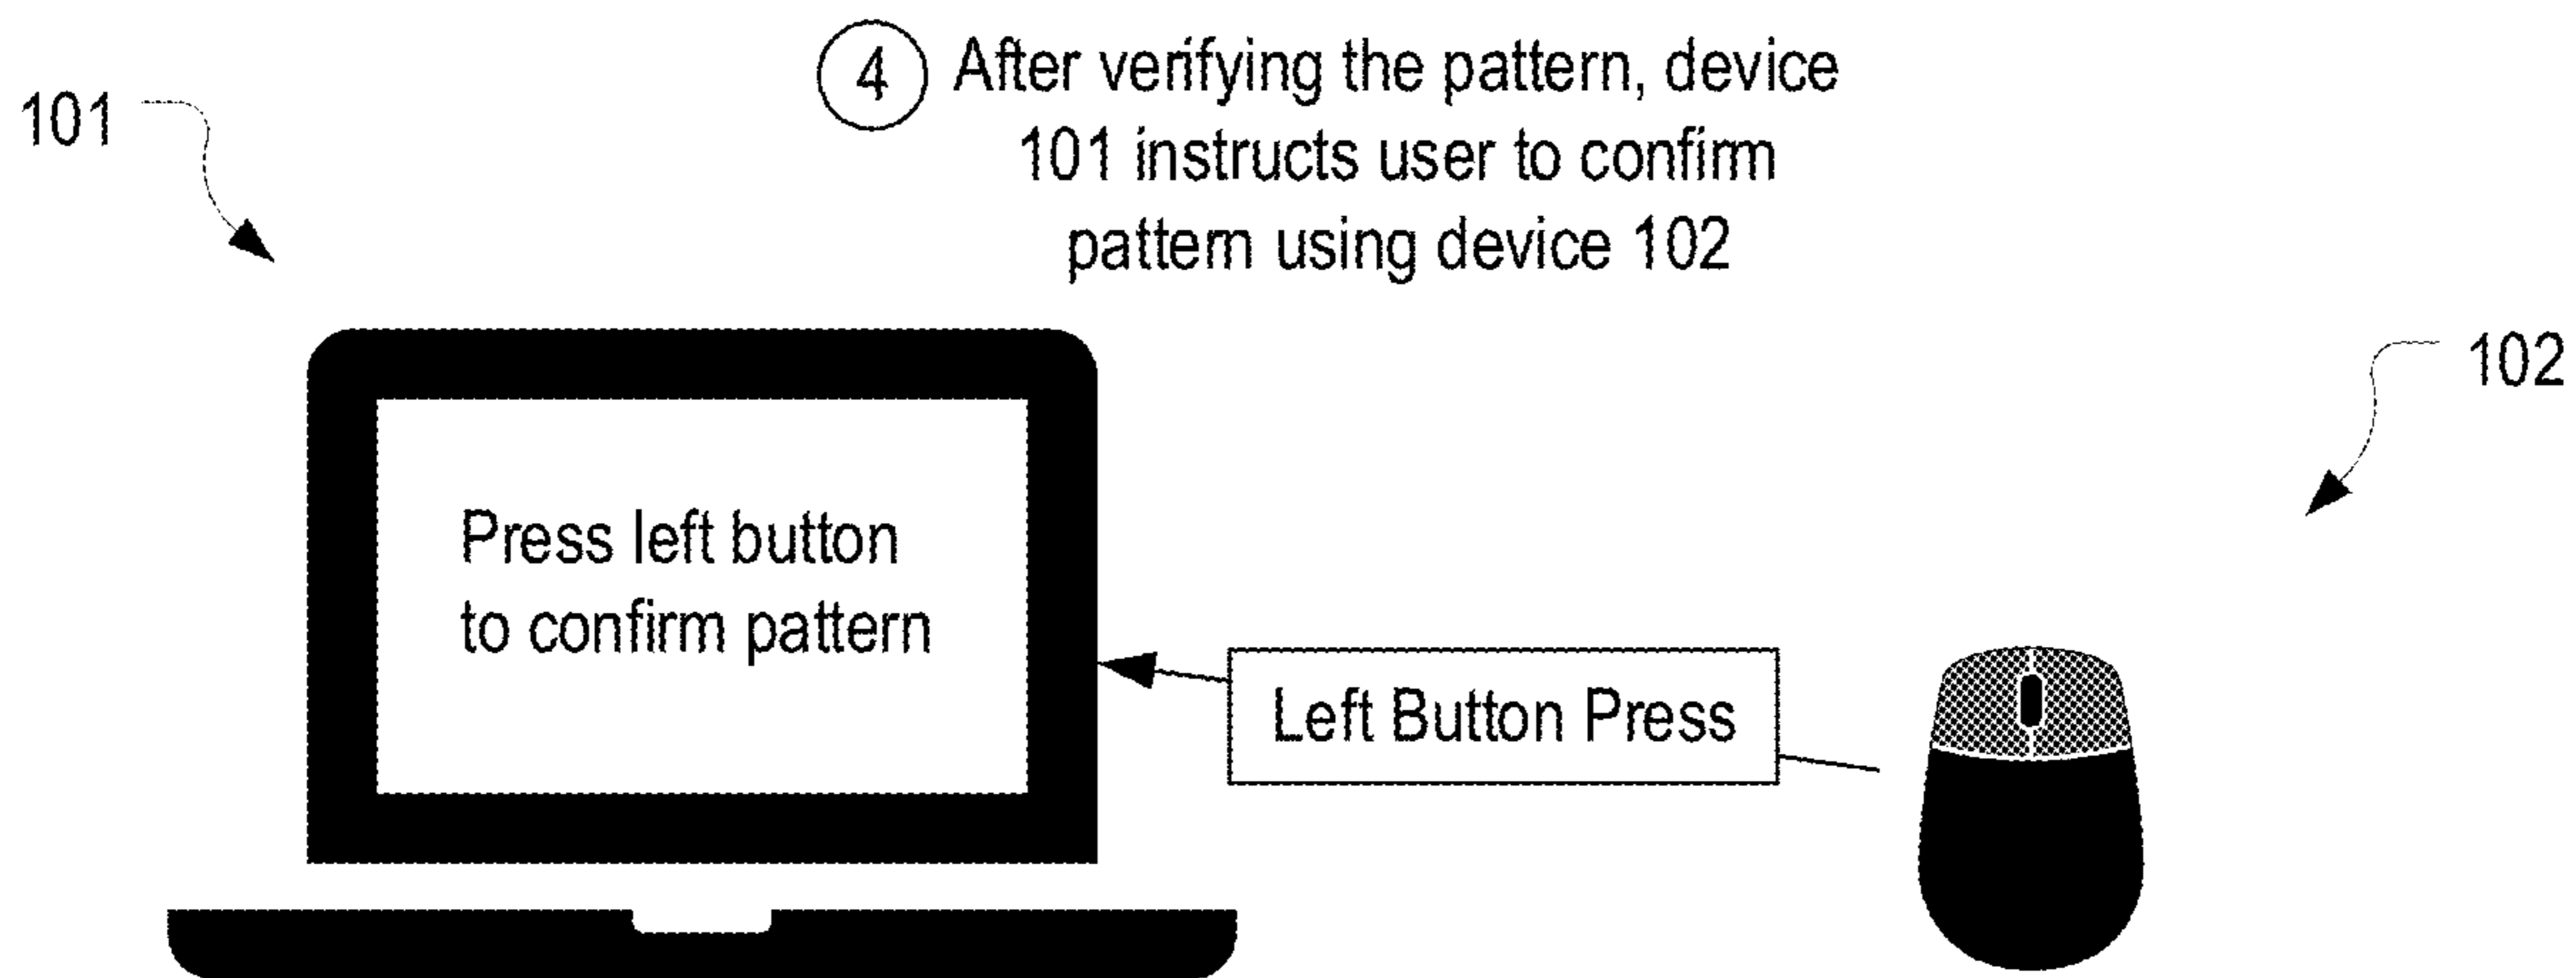 101
4 After verifying the pattern, device
101 instructs user to confirm
pattern using device 102
102
Press left button
to confirm pattern
Left Button Press